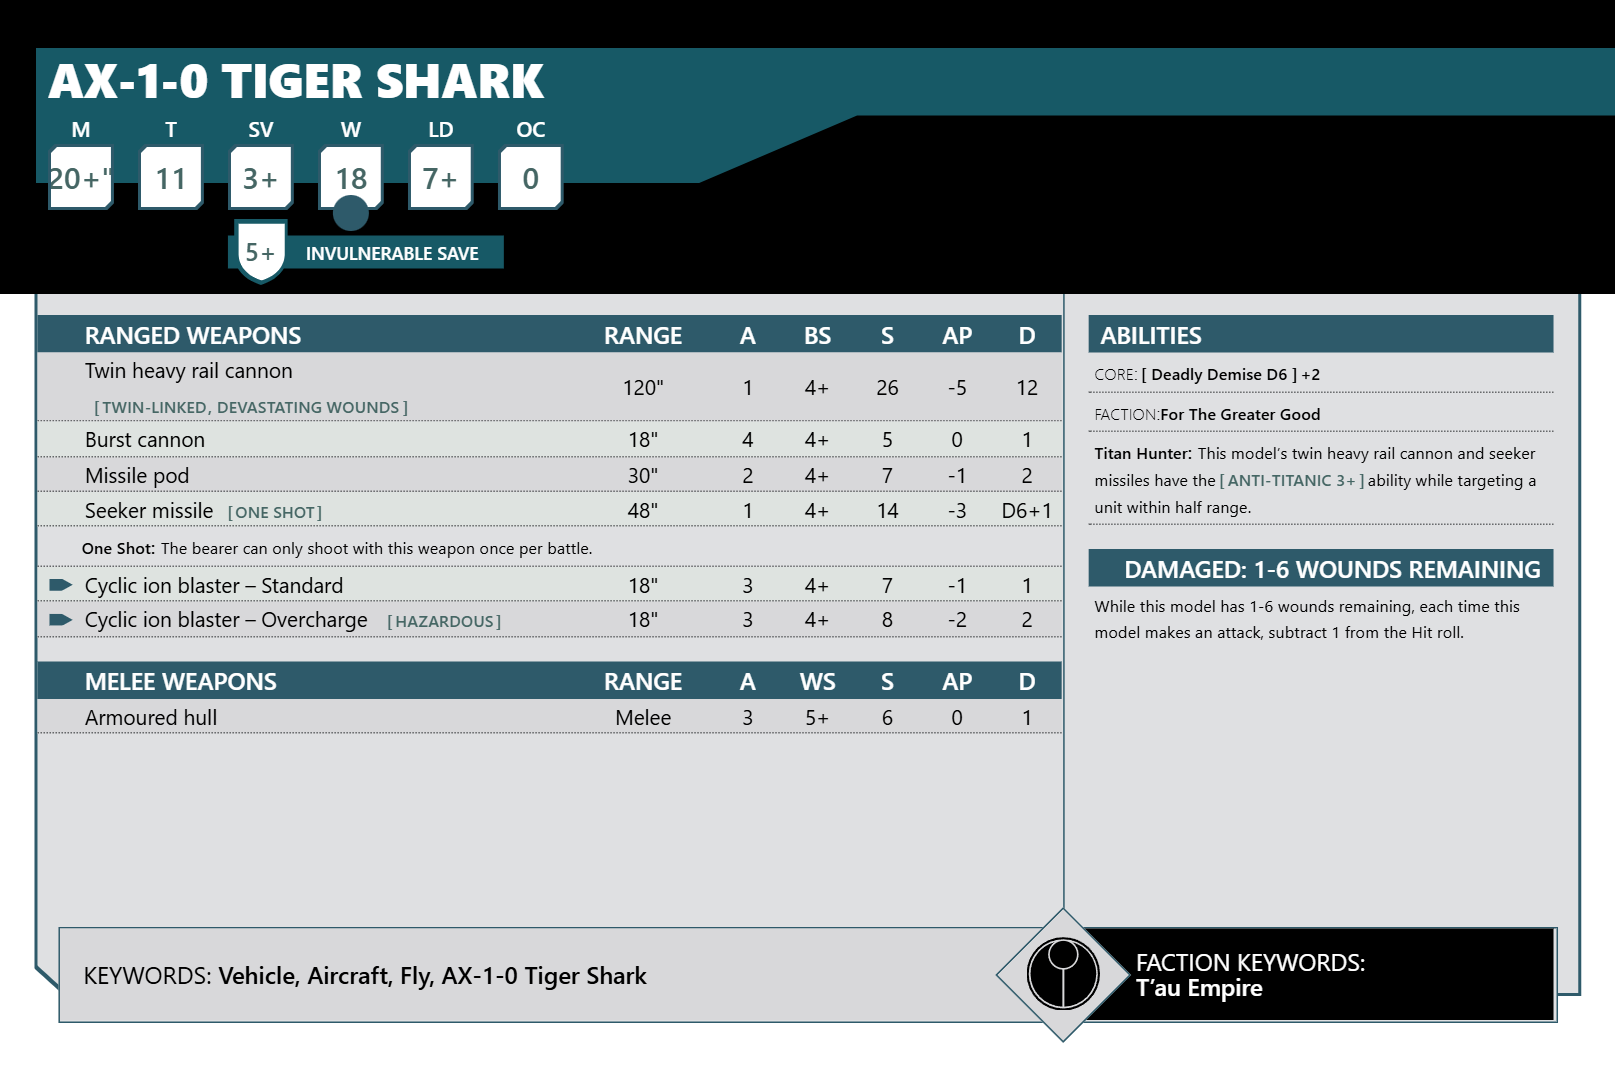 AX-1-0 TIGER SHARK
M T SV W LD OC
20+" 11 3+ 18 7+ 0
5+ INVULNERABLE SAVE
RANGED WEAPONS RANGE A BS S AP D
Twin heavy rail cannon
120" 1 4+ 26 -5 12
[TWIN-LINKED, DEVASTATING WOUNDS]
Burst cannon 18" 4 4+ 5 0 1
Missile pod 30" 2 4+ 7 -1 2
Seeker missile [ONE SHOT] 48" 1 4+ 14 -3 D6+1
One Shot: The bearer can only shoot with this weapon once per battle.
Cyclic ion blaster – Standard 18" 3 4+ 7 -1 1
Cyclic ion blaster – Overcharge [HAZARDOUS] 18" 3 4+ 8 -2 2
MELEE WEAPONS RANGE A WS S AP D
Armoured hull Melee 3 5+ 6 0 1
ABILITIES
CORE: [ Deadly Demise D6 ] +2
FACTION:For The Greater Good
Titan Hunter: This model’s twin heavy rail cannon and seeker
missiles have the [ANTI-TITANIC 3+] ability while targeting a
unit within half range.
DAMAGED: 1-6 WOUNDS REMAINING
While this model has 1-6 wounds remaining, each time this
model makes an attack, subtract 1 from the Hit roll.
KEYWORDS: Vehicle, Aircraft, Fly, AX-1-0 Tiger Shark
FACTION KEYWORDS:
T’au Empire